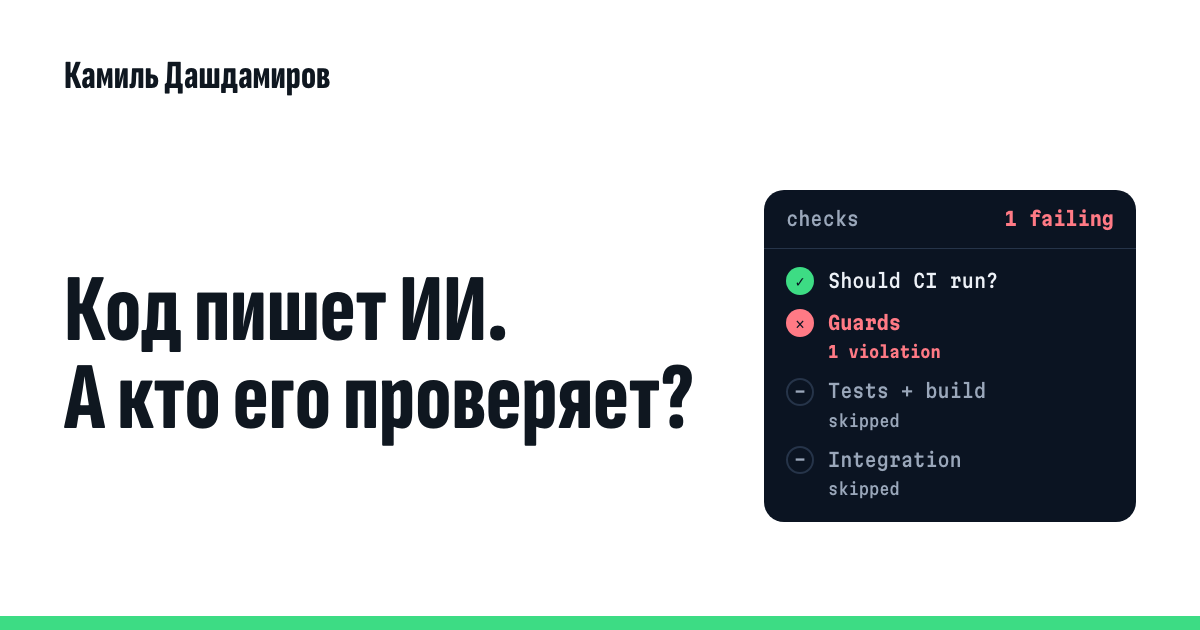 Камиль Дашдамиров
Код пишет ИИ.
А кто его проверяет?
checks 1 failing
✓ Should CI run?
× Guards
1 violation
− Tests + build
skipped
− Integration
skipped